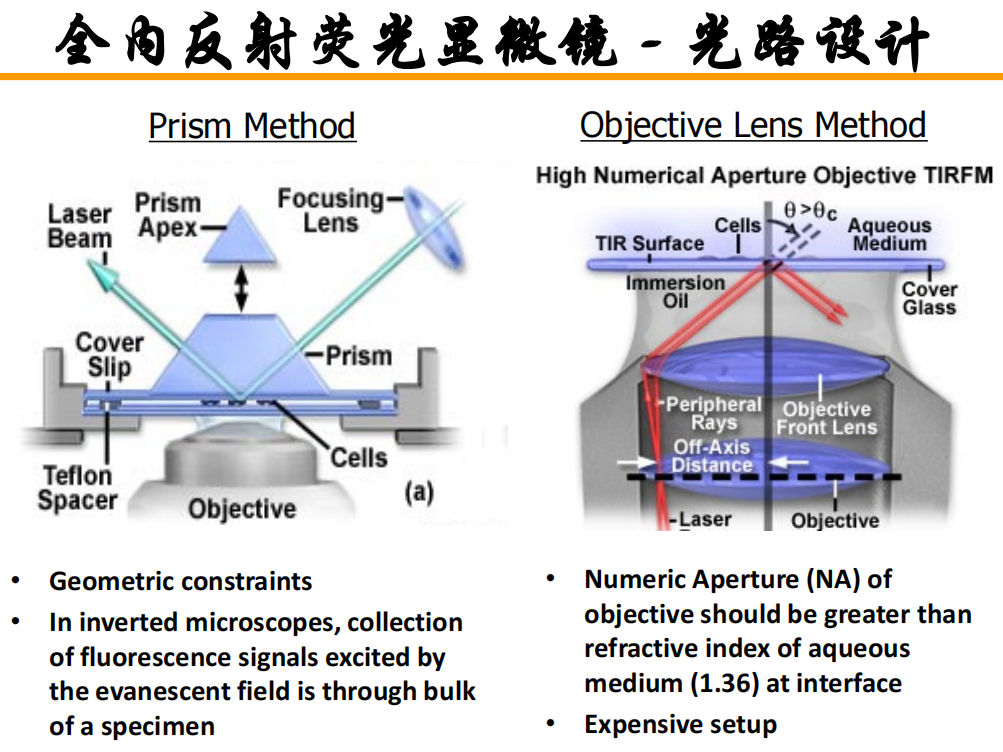 全内反射荧光显微镜 - 光路设计
Prism Method
Laser
Beam
Prism
Apex
Focusing
Lens
Cover
Slip
Prism
Teflon
Spacer
Cells
Objective
(a)
• Geometric constraints
• In inverted microscopes, collection
of fluorescence signals excited by
the evanescent field is through bulk
of a specimen
Objective Lens Method
High Numerical Aperture Objective TIRFM
θ>θc
Cells
Aqueous
Medium
TIR Surface
Immersion
Oil
Cover
Glass
Peripheral
Rays
Objective
Front Lens
Off-Axis
Distance
Laser
Objective
• Numeric Aperture (NA) of
objective should be greater than
refractive index of aqueous
medium (1.36) at interface
• Expensive setup